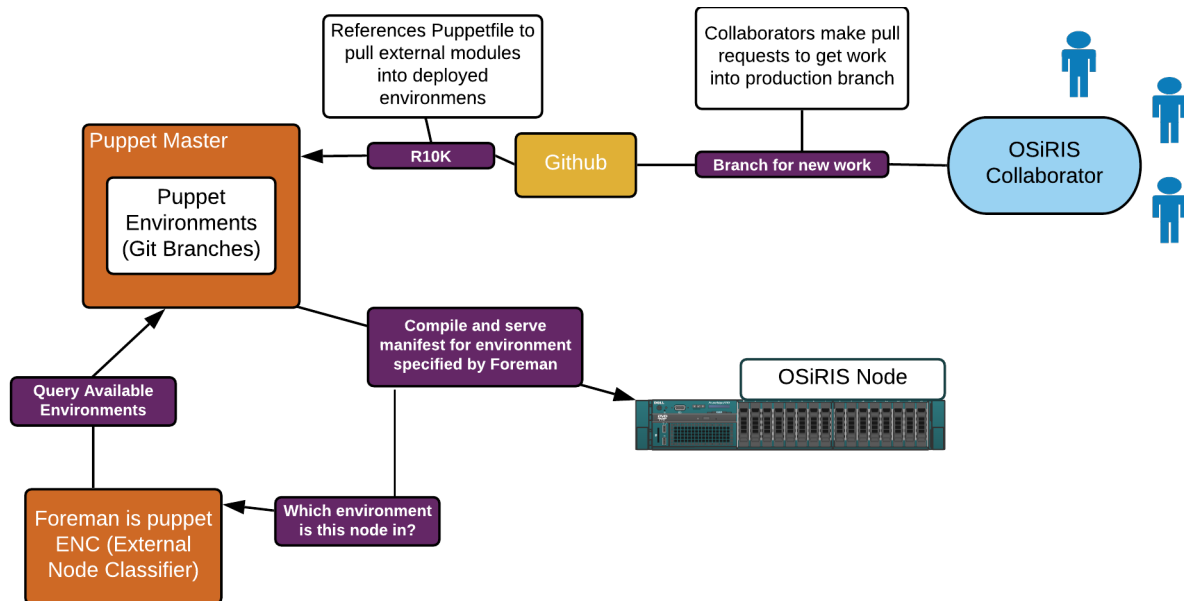 References Puppetfile to
pull external modules
into deployed
environmens
Collaborators make pull
requests to get work
into production branch
Puppet Master
R10K
Github
Branch for new work
OSiRIS
Collaborator
Puppet
Environments
(Git Branches)
Compile and serve
manifest for environment
specified by Foreman
OSiRIS Node
Query Available
Environments
Foreman is puppet
ENC (External
Node Classifier)
Which environment
is this node in?